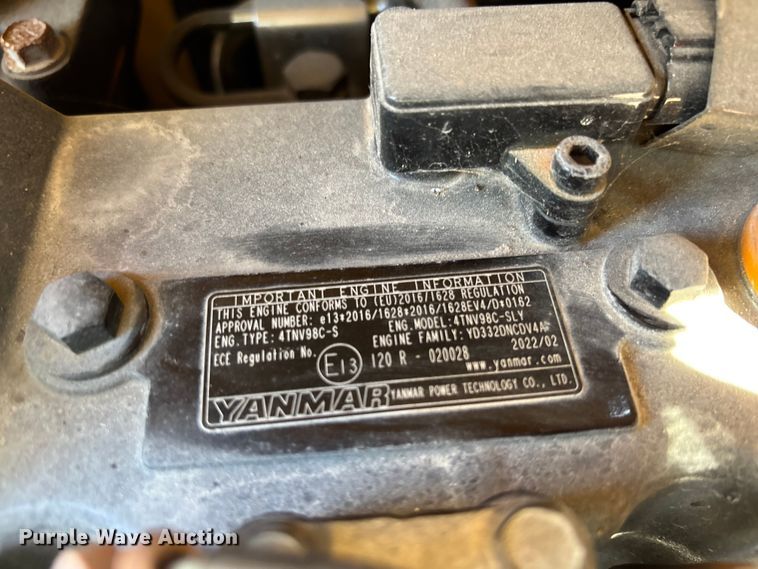 IMPORTANT ENGINE INFORMATION
THIS ENGINE CONFORMS TO (EU)2016/1628 REGULATION
APPROVAL NUMBER: e13*2016/1628*2016/1628EV4/D*0162
ENG. TYPE: 4TNV98C-S ENG. MODEL: 4TNV98C-SLY
ENGINE FAMILY: YD332DNCDV4A*
2022/02
ECE Regulation No. E13 120 R - 020028
www.yanmar.com
YANMAR YANMAR POWER TECHNOLOGY CO., LTD.
Purple Wave Auction